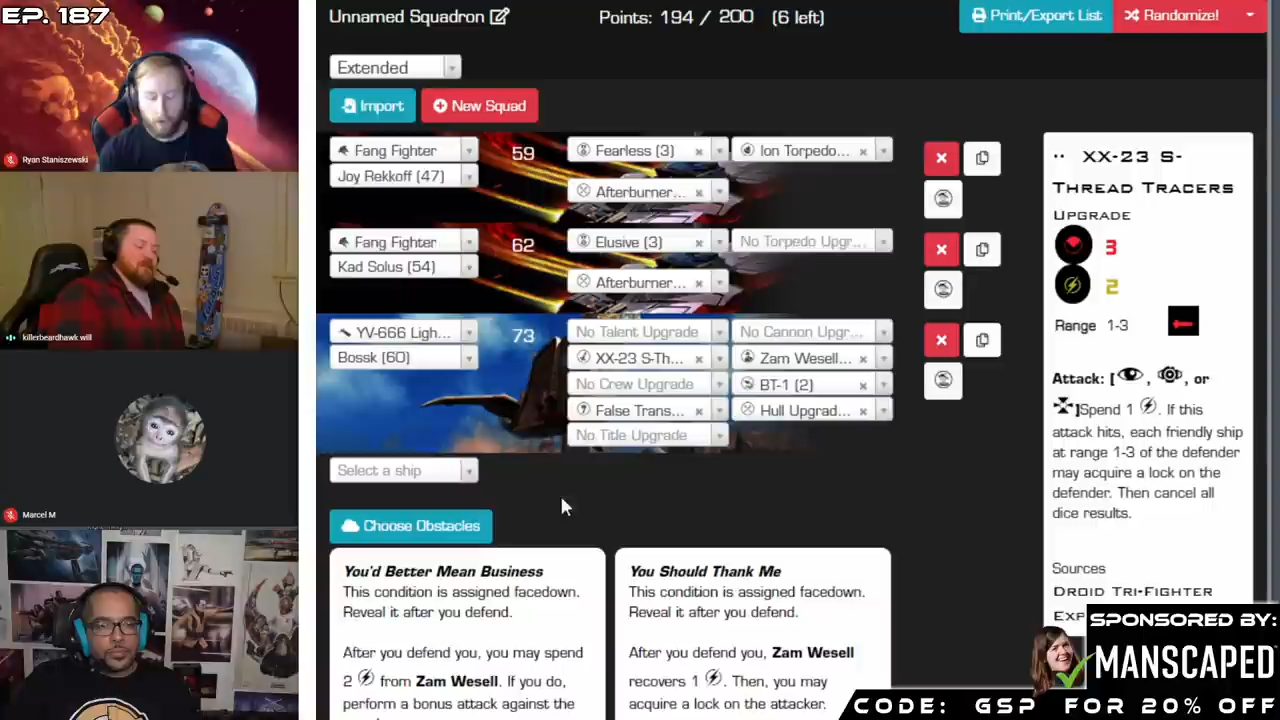 EP. 187
Ryan Staniszewski
killerbeardhawk will
Marcel M
Unnamed Squadron
Points: 194 / 200 (6 left)
Print/Export List
Randomize!
Extended
Import
New Squad
Fang Fighter
59
Fearless (3)
Ion Torpedo...
Joy Rekkoff (47)
Afterburner...
Fang Fighter
62
Elusive (3)
No Torpedo Upgr...
Kad Solus (54)
Afterburner...
YV-666 Ligh...
73
No Talent Upgrade
No Cannon Upgr...
Bossk (60)
XX-23 S-Th...
Zam Wesell...
No Crew Upgrade
BT-1 (2)
False Trans...
Hull Upgrad...
No Title Upgrade
Select a ship
Choose Obstacles
You'd Better Mean Business
This condition is assigned facedown.
Reveal it after you defend.
After you defend you, you may spend
2 from Zam Wesell. If you do,
perform a bonus attack against the
You Should Thank Me
This condition is assigned facedown.
Reveal it after you defend.
After you defend you, Zam Wesell
recovers 1 . Then, you may
acquire a lock on the attacker.
·· XX-23 S-
Thread Tracers
Upgrade
3
2
Range 1-3
Attack: [ , , or
]Spend 1 . If this
attack hits, each friendly ship
at range 1-3 of the defender
may acquire a lock on the
defender. Then cancel all
dice results.
Sources
Droid Tri-Fighter
Exp
SPONSORED BY:
MANSCAPED
CODE: GSP FOR 20% OFF